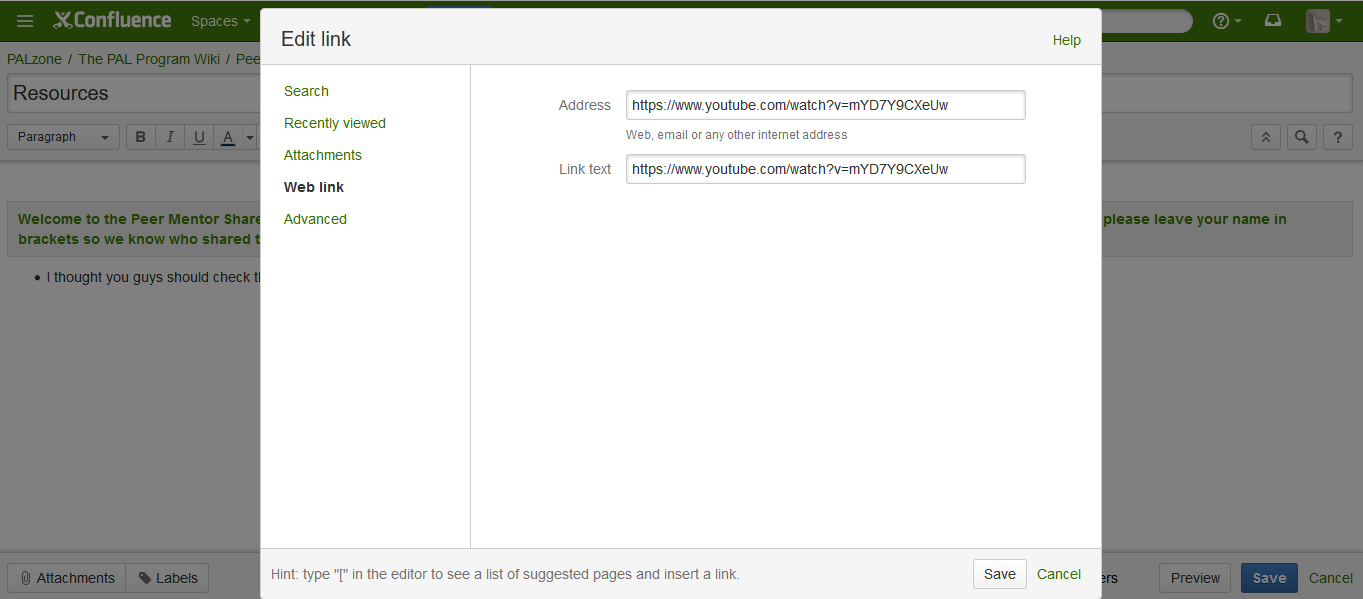 Confluence Spaces
Edit link
Help
PALzone / The PAL Program Wiki / Pee
Resources
Paragraph B I U A ?
Search
Recently viewed
Attachments
Web link
Advanced
Address https://www.youtube.com/watch?v=mYD7Y9CXeUw
Web, email or any other internet address
Link text https://www.youtube.com/watch?v=mYD7Y9CXeUw
Welcome to the Peer Mentor Share please leave your name in
brackets so we know who shared t
• I thought you guys should check th
Hint: type "[" in the editor to see a list of suggested pages and insert a link.
Save Cancel
Attachments Labels Preview Save Cancel